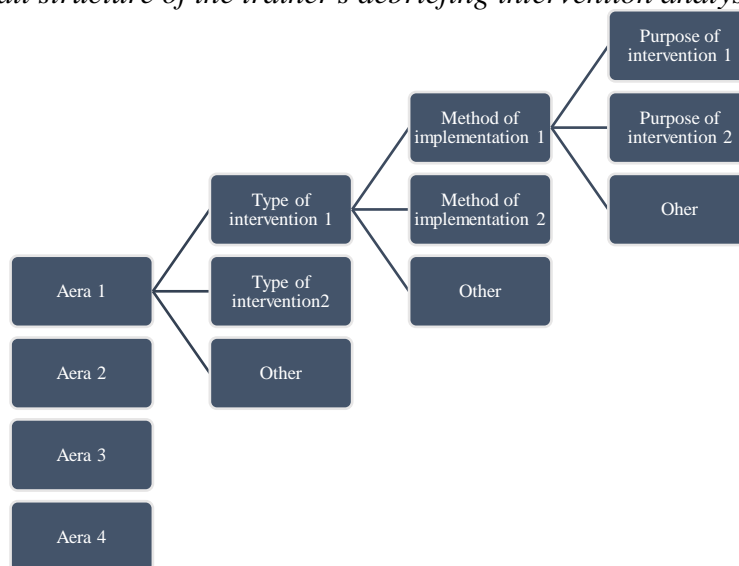 structure of the trainer's debriefing intervention analys
Purpose of
intervention 1
Method of
implementation 1
Purpose of
intervention 2
Type of
intervention 1
Method of
implementation 2
Oher
Aera 1
Type of
intervention2
Other
Aera 2
Other
Aera 3
Aera 4